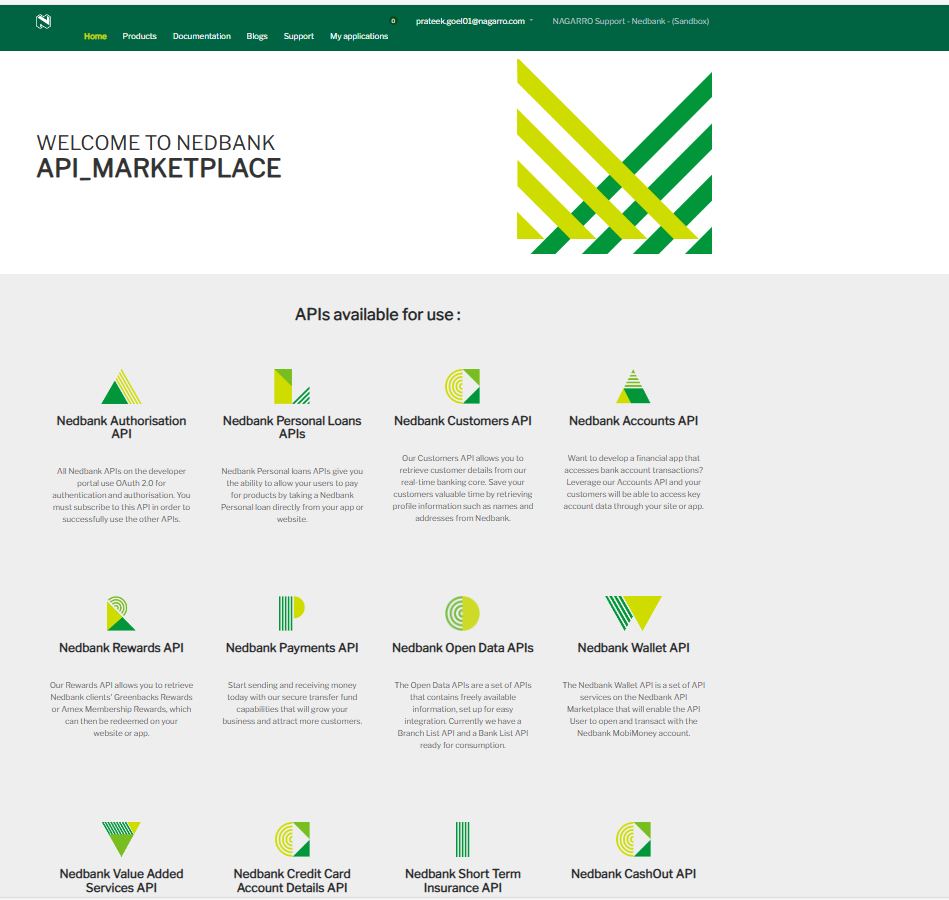 0 prateek.goel01@nagarro.com NAGARRO Support - Nedbank - (Sandbox)
Home Products Documentation Blogs Support My applications
WELCOME TO NEDBANK
API_MARKETPLACE
APIs available for use :
Nedbank Authorisation
API
All Nedbank APIs on the developer
portal use OAuth 2.0 for
authentication and authorisation. You
must subscribe to this API in order to
successfully use the other APIs.
Nedbank Personal Loans
APIs
Nedbank Personal loans APIs give you
the ability to allow your users to pay
for products by taking a Nedbank
Personal loan directly from your app or
website.
Nedbank Customers API
Our Customers API allows you to
retrieve customer details from our
real-time banking core. Save your
customers valuable time by retrieving
profile information such as names and
addresses from Nedbank.
Nedbank Accounts API
Want to develop a financial app that
accesses bank account transactions?
Leverage our Accounts API and your
customers will be able to access key
account data through your site or app.
Nedbank Rewards API
Our Rewards API allows you to retrieve
Nedbank clients' Greenbacks Rewards
or Amex Membership Rewards, which
can then be redeemed on your
website or app.
Nedbank Payments API
Start sending and receiving money
today with our secure transfer fund
capabilities that will grow your
business and attract more customers.
Nedbank Open Data APIs
The Open Data APIs are a set of APIs
that contains freely available
information, set up for easy
integration. Currently we have a
Branch List API and a Bank List API
ready for consumption.
Nedbank Wallet API
The Nedbank Wallet API is a set of API
services on the Nedbank API
Marketplace that will enable the API
User to open and transact with the
Nedbank MobiMoney account.
Nedbank Value Added
Services API
Nedbank Credit Card
Account Details API
Nedbank Short Term
Insurance API
Nedbank CashOut API